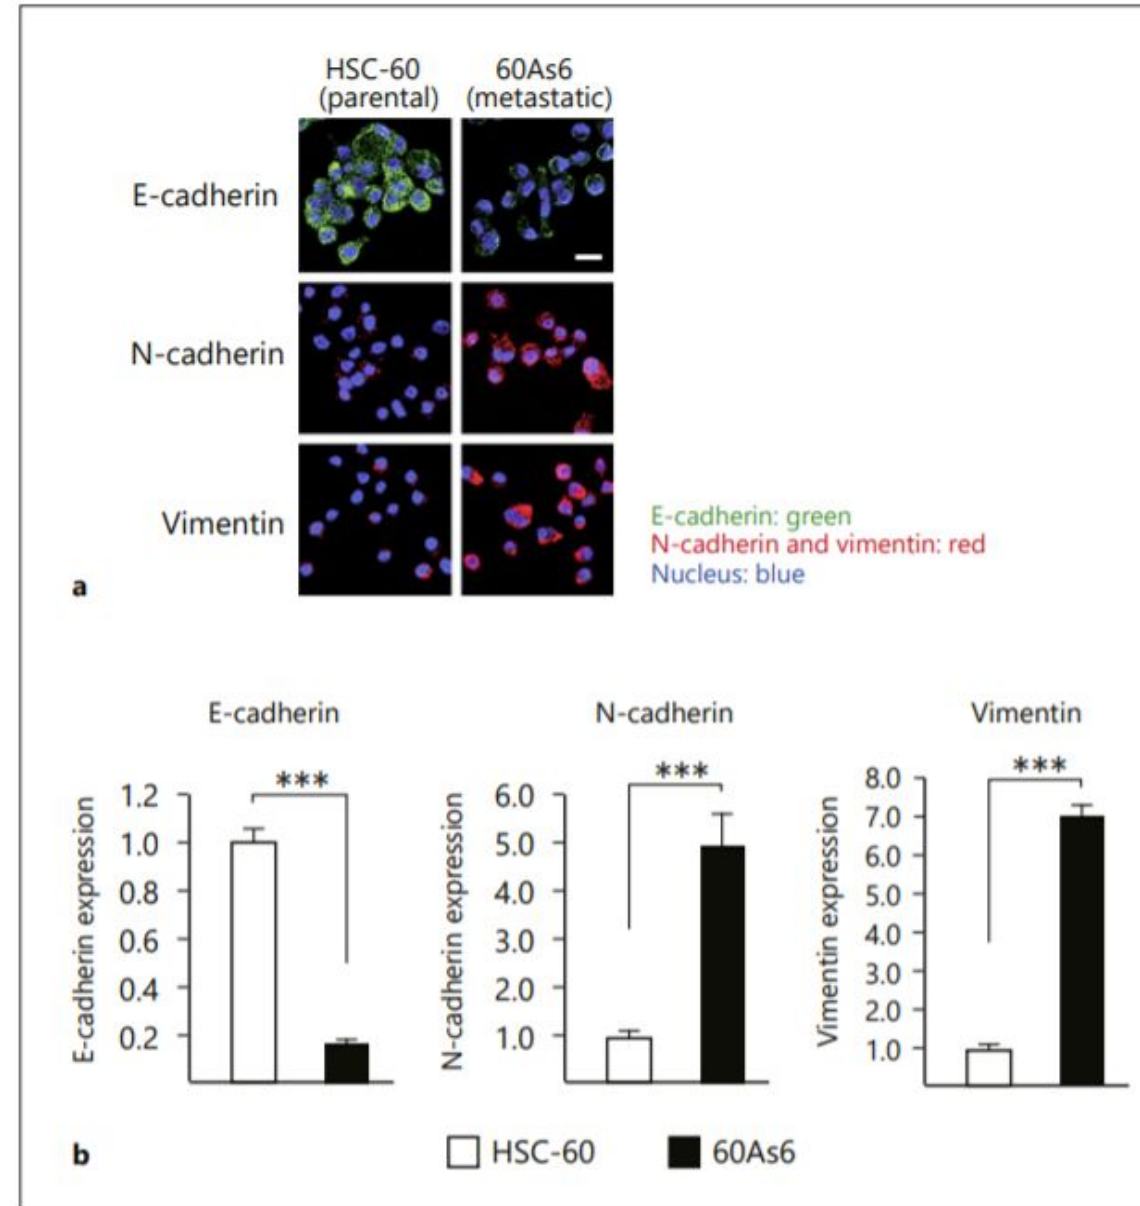 HSC-60 60As6
(parental) (metastatic)
E-cadherin
N-cadherin
Vimentin
E-cadherin: green
N-cadherin and vimentin: red
Nucleus: blue
a
E-cadherin N-cadherin Vimentin
E-cadherin expression
1.2
1.0
0.8
0.6
0.4
0.2
***
N-cadherin expression
6.0
5.0
4.0
3.0
2.0
1.0
***
Vimentin expression
8.0
7.0
6.0
5.0
4.0
3.0
2.0
1.0
***
b
HSC-60 60As6